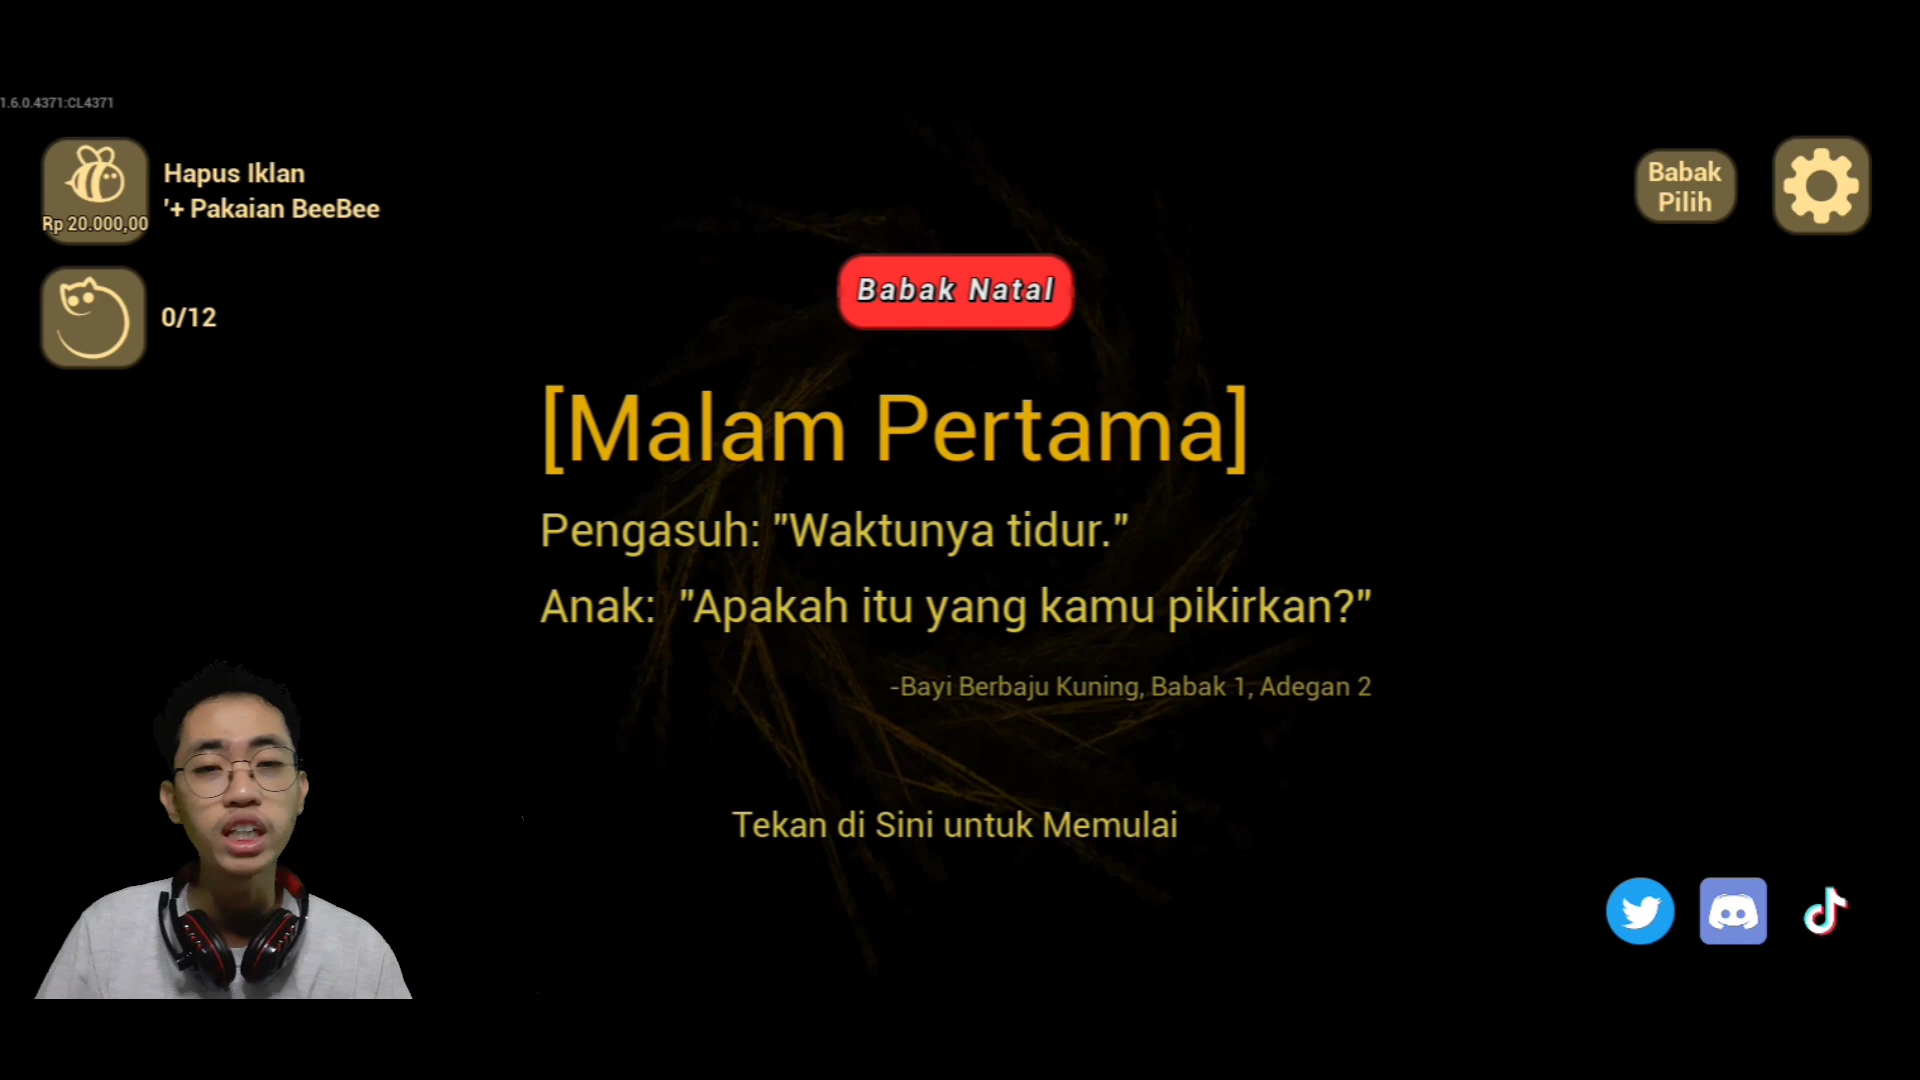 1.6.0.4371:CL4371
Rp 20.000,00
Hapus Iklan
'+ Pakaian BeeBee
0/12
Babak
Pilih
Babak Natal
[Malam Pertama]
Pengasuh: "Waktunya tidur."
Anak: "Apakah itu yang kamu pikirkan?"
-Bayi Berbaju Kuning, Babak 1, Adegan 2
Tekan di Sini untuk Memulai